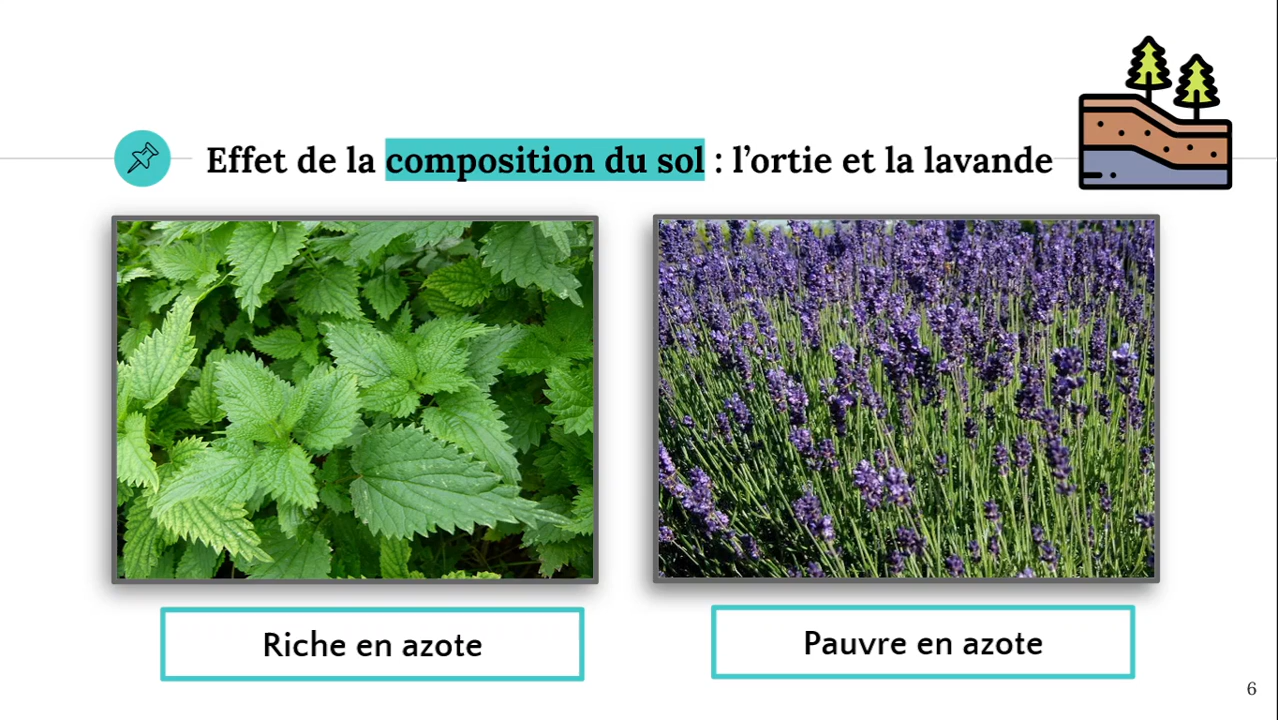 Effet de la composition du sol : l’ortie et la lavande
Riche en azote
Pauvre en azote
6